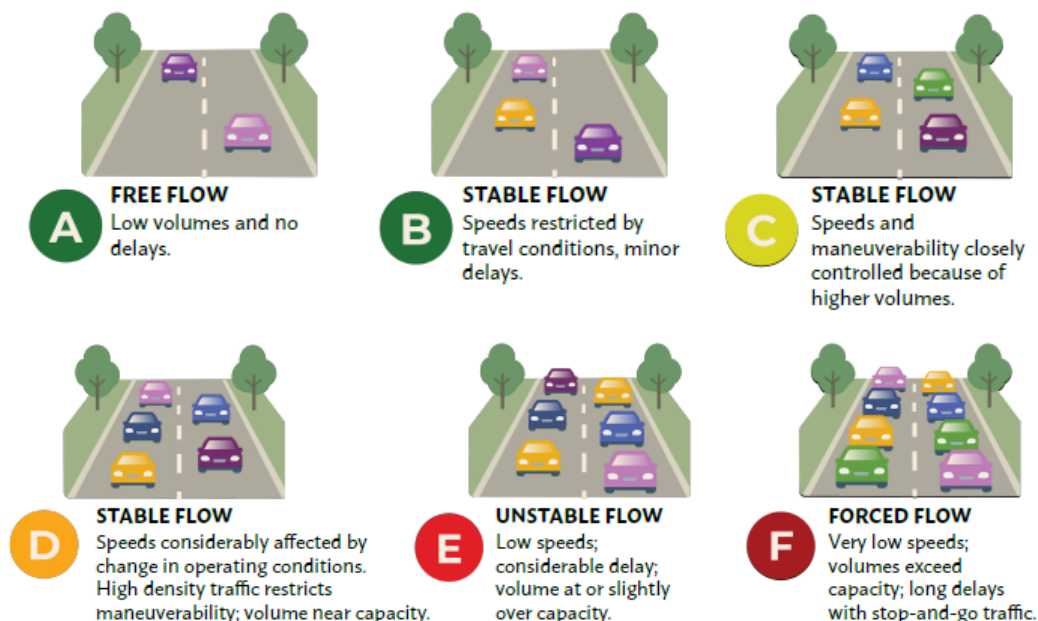 A
FREE FLOW
Low volumes and no
delays.
B
STABLE FLOW
Speeds restricted by
travel conditions, minor
delays.
C
STABLE FLOW
Speeds and
maneuverability closely
controlled because of
higher volumes.
D
STABLE FLOW
Speeds considerably affected by
change in operating conditions.
High density traffic restricts
maneuverability; volume near capacity.
E
UNSTABLE FLOW
Low speeds;
considerable delay;
volume at or slightly
over capacity.
F
FORCED FLOW
Very low speeds;
volumes exceed
capacity; long delays
with stop-and-go traffic.